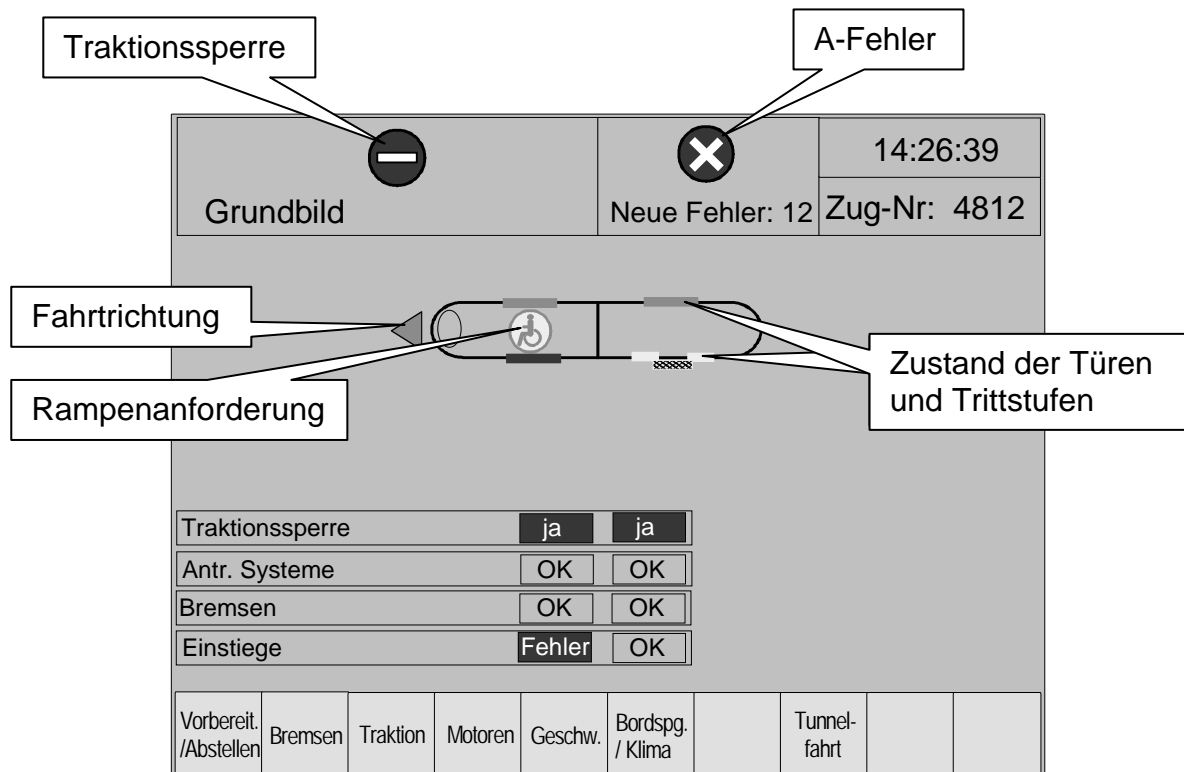 Traktionssperre
A-Fehler
Grundbild
Neue Fehler: 12
14:26:39
Zug-Nr: 4812
Fahrtrichtung
Rampenanforderung
Zustand der Türen
und Trittstufen
Traktionssperre ja ja
Antr. Systeme OK OK
Bremsen OK OK
Einstiege Fehler OK
Vorbereit.
/Abstellen
Bremsen
Traktion
Motoren
Geschw.
Bordspg.
/ Klima
Tunnel-
fahrt